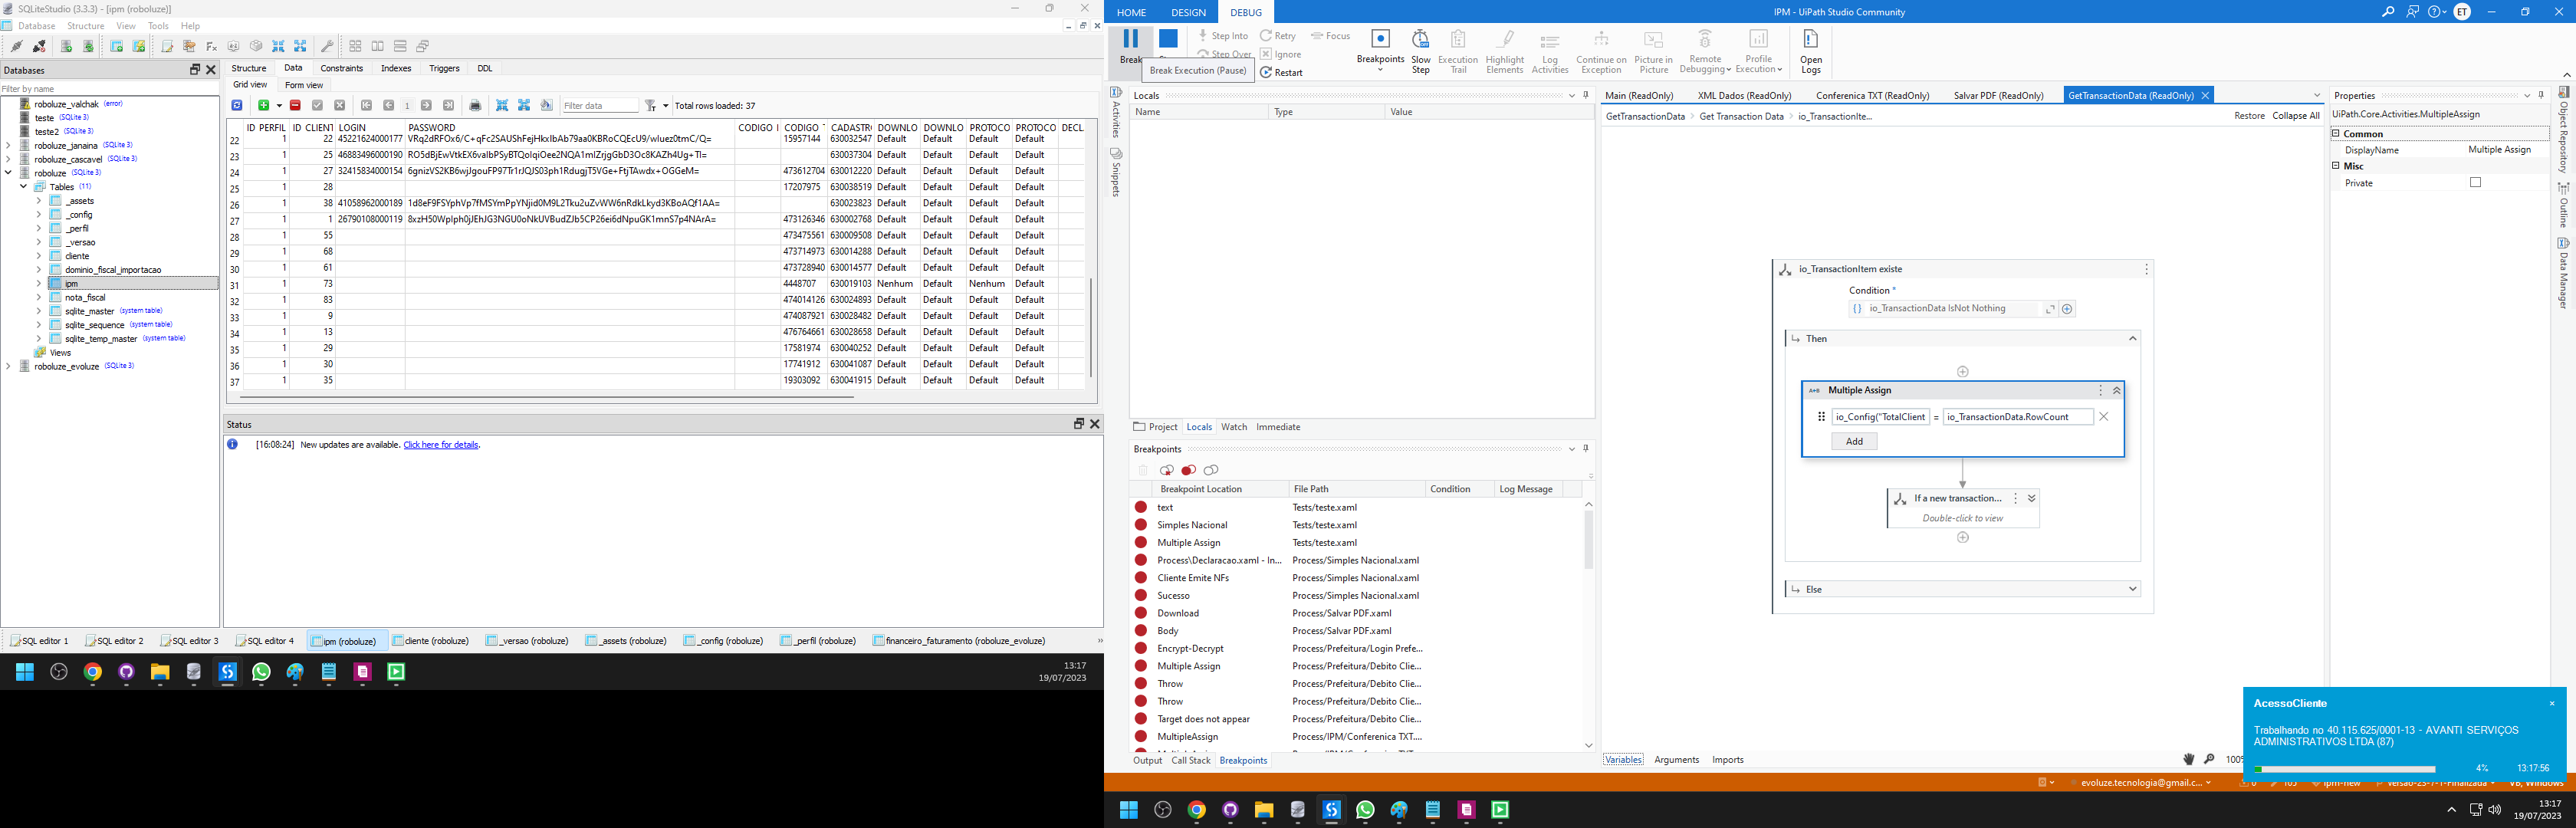 SQLiteStudio (3.3.3) - [ipm (roboluze)]
Database Structure View Tools Help
Databases
Filter by name
roboluze_valchak (error)
teste (SQLite 3)
teste2 (SQLite 3)
roboluze_janaina (SQLite 3)
roboluze_cascavel (SQLite 3)
roboluze (SQLite 3)
Tables (11)
_assets
_config
_perfil
_versao
cliente
dominio_fiscal_importacao
ipm
nota_fiscal
sqlite_master (system table)
sqlite_sequence (system table)
sqlite_temp_master (system table)
Views
roboluze_evoluze (SQLite 3)
Structure Data Constraints Indexes Triggers DDL
Grid view Form view
1 Filter data Total rows loaded: 37
ID_PERFIL ID_CLIENT LOGIN PASSWORD CODIGO_I CODIGO_ CADASTR DOWNLO DOWNLO PROTOCO PROTOCO DECL
22 1 22 45221624000177 VRq2dRFOx6/C+qFc2SAUShFejHkxIbAb79aa0KBRoCQEcU9/wIuez0tmC/Q= 15957144 630032547 Default Default Default Default
23 1 25 46883496000190 RO5dBjEwVtkEX6vaIbPSyBTQoIqiOee2NQA1mIZrjgGbD3Oc8KAZh4Ug+TI= 630037304 Default Default Default Default
24 1 27 32415834000154 6gnizVS2KB6wjJgouFP97Tr1rJQJS03ph1RdugjT5VGe+FtjTAwdx+OGGeM= 473612704 630012220 Default Default Default Default
25 1 28 17207975 630038519 Default Default Default Default
26 1 38 41058962000189 1d8eF9FSYphVp7fMSYmPpYNjid0M9L2Tku2uZvWW6nRdkLkyd3KBoAQf1AA= 630023823 Default Default Default Default
27 1 1 26790108000119 8xzH50WpIph0jJEhJG3NGU0oNkUVBudZJb5CP26ei6dNpuGK1mnS7p4NArA= 473126346 630002768 Default Default Default Default
28 1 55 473475561 630009508 Default Default Default Default
29 1 68 473714973 630014288 Default Default Default Default
30 1 61 473728940 630014577 Default Default Default Default
31 1 73 4448707 630019103 Nenhum Default Nenhum Default
32 1 83 474014126 630024893 Default Default Default Default
33 1 9 474087921 630028482 Default Default Default Default
34 1 13 476764661 630028658 Default Default Default Default
35 1 29 17581974 630040252 Default Default Default Default
36 1 30 17741912 630041087 Default Default Default Default
37 1 35 19303092 630041915 Default Default Default Default
Status
[16:08:24] New updates are available. Click here for details.
SQL editor 1 SQL editor 2 SQL editor 3 SQL editor 4 ipm (roboluze) cliente (roboluze) _versao (roboluze) _assets (roboluze) _config (roboluze) _perfil (roboluze) financeiro_faturamento (roboluze_evoluze)
13:17
19/07/2023
HOME DESIGN DEBUG
IPM - UiPath Studio Community
ET
Break
Break Execution (Pause)
Step Into
Step Over
Retry
Ignore
Restart
Focus
Breakpoints
Slow Step
Execution Trail
Highlight Elements
Log Activities
Continue on Exception
Picture in Picture
Remote Debugging
Profile Execution
Open Logs
Activities
Snippets
Locals
Name Type Value
Project Locals Watch Immediate
Breakpoints
Breakpoint Location File Path Condition Log Message
text Tests/teste.xaml
Simples Nacional Tests/teste.xaml
Multiple Assign Tests/teste.xaml
Process\Declaracao.xaml - In... Process/Simples Nacional.xaml
Cliente Emite NFs Process/Simples Nacional.xaml
Sucesso Process/Simples Nacional.xaml
Download Process/Salvar PDF.xaml
Body Process/Salvar PDF.xaml
Encrypt-Decrypt Process/Prefeitura/Login Prefe...
Multiple Assign Process/Prefeitura/Debito Clie...
Throw Process/Prefeitura/Debito Clie...
Throw Process/Prefeitura/Debito Clie...
Target does not appear Process/Prefeitura/Debito Clie...
MultipleAssign Process/IPM/Conferenica TXT....
Output Call Stack Breakpoints
Main (ReadOnly) XML Dados (ReadOnly) Conferenica TXT (ReadOnly) Salvar PDF (ReadOnly) GetTransactionData (ReadOnly)
GetTransactionData > Get Transaction Data > io_TransactionIte...
Restore Collapse All
io_TransactionItem existe
Condition *
io_TransactionData IsNot Nothing
Then
A+B Multiple Assign
io_Config("TotalClient = io_TransactionData.RowCount
Add
If a new transaction...
Double-click to view
Else
Variables Arguments Imports
100%
Properties
UiPath.Core.Activities.MultipleAssign
Common
DisplayName Multiple Assign
Misc
Private
Object Repository
Outline
Data Manager
AcessoCliente
Trabalhando no 40.115.625/0001-13 - AVANTI SERVIÇOS
ADMINISTRATIVOS LTDA (87)
4% 13:17:56
evoluze.tecnologia@gmail.c...
13:17
19/07/2023